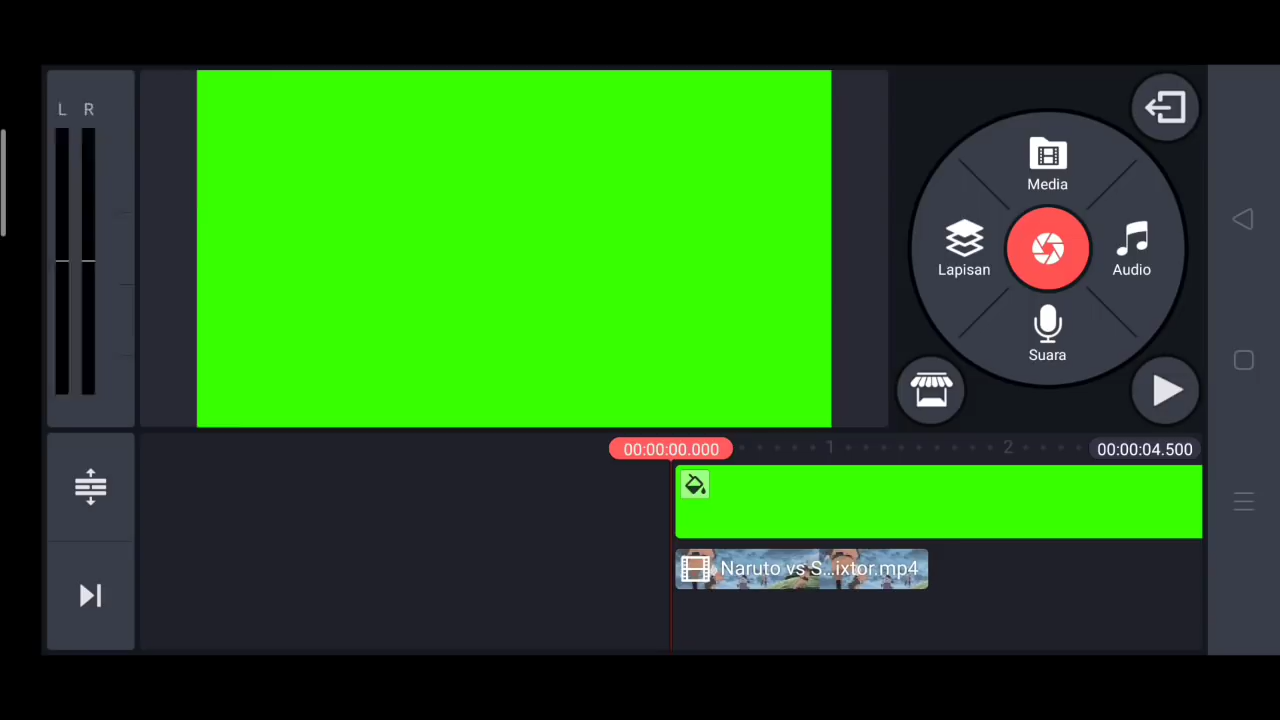 L R
Media
Lapisan
Audio
Suara
00:00:00.000
1
2
00:00:04.500
Naruto vs S...ixtor.mp4